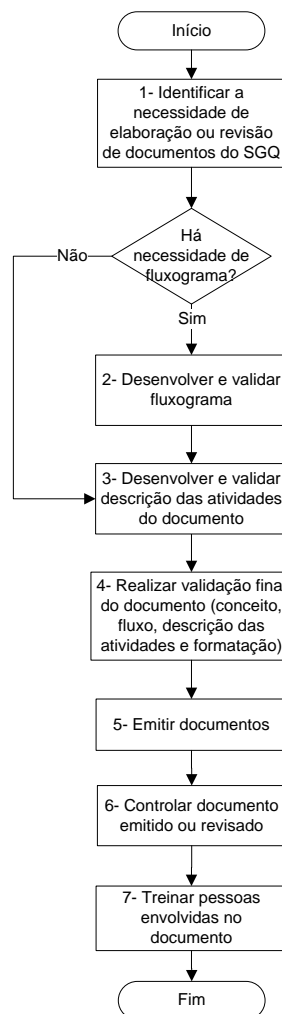 Início
1- Identificar a
necessidade de
elaboração ou revisão
de documentos do SGQ
Há
necessidade de
fluxograma?
Não
Sim
2- Desenvolver e validar
fluxograma
3- Desenvolver e validar
descrição das atividades
do documento
4- Realizar validação fina
do documento (conceito,
fluxo, descrição das
atividades e formatação)
5- Emitir documentos
6- Controlar documento
emitido ou revisado
7- Treinar pessoas
envolvidas no
documento
Fim